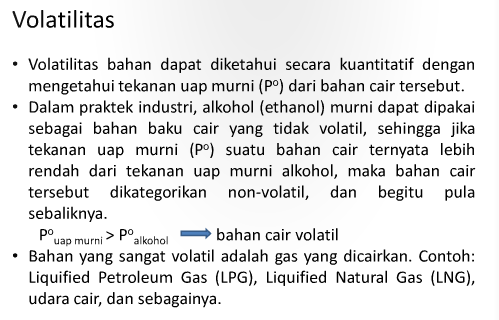 Volatilitas
• Volatilitas bahan dapat diketahui secara kuantitatif dengan
mengetahui tekanan uap murni (Pᵒ) dari bahan cair tersebut.
• Dalam praktek industri, alkohol (ethanol) murni dapat dipakai
sebagai bahan baku cair yang tidak volatil, sehingga jika
tekanan uap murni (Pᵒ) suatu bahan cair ternyata lebih
rendah dari tekanan uap murni alkohol, maka bahan cair
tersebut dikategorikan non-volatil, dan begitu pula
sebaliknya.
Pᵒuap murni > Pᵒalkohol → bahan cair volatil
• Bahan yang sangat volatil adalah gas yang dicairkan. Contoh:
Liquified Petroleum Gas (LPG), Liquified Natural Gas (LNG),
udara cair, dan sebagainya.